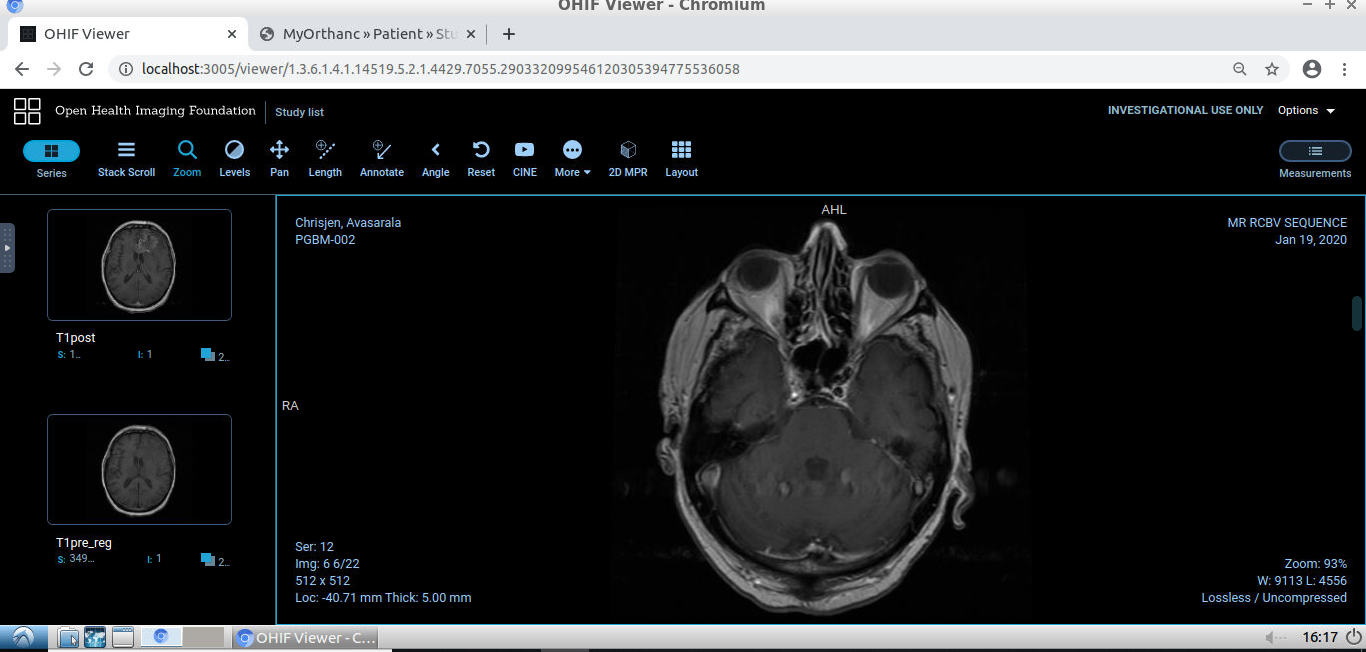 OHIF Viewer - Chromium
OHIF Viewer
MyOrthanc » Patient » Stu
localhost:3005/viewer/1.3.6.1.4.1.14519.5.2.1.4429.7055.290332099546120305394775536058
Open Health Imaging Foundation
Study list
INVESTIGATIONAL USE ONLY
Options
Series
Stack Scroll
Zoom
Levels
Pan
Length
Annotate
Angle
Reset
CINE
More
2D MPR
Layout
Measurements
T1post
S: 1..
I: 1
2..
T1pre_reg
S: 349...
I: 1
2..
AHL
Chrisjen, Avasarala
PGBM-002
MR RCBV SEQUENCE
Jan 19, 2020
RA
Ser: 12
Img: 6 6/22
512 x 512
Loc: -40.71 mm Thick: 5.00 mm
Zoom: 93%
W: 9113 L: 4556
Lossless / Uncompressed
OHIF Viewer - C...
16:17